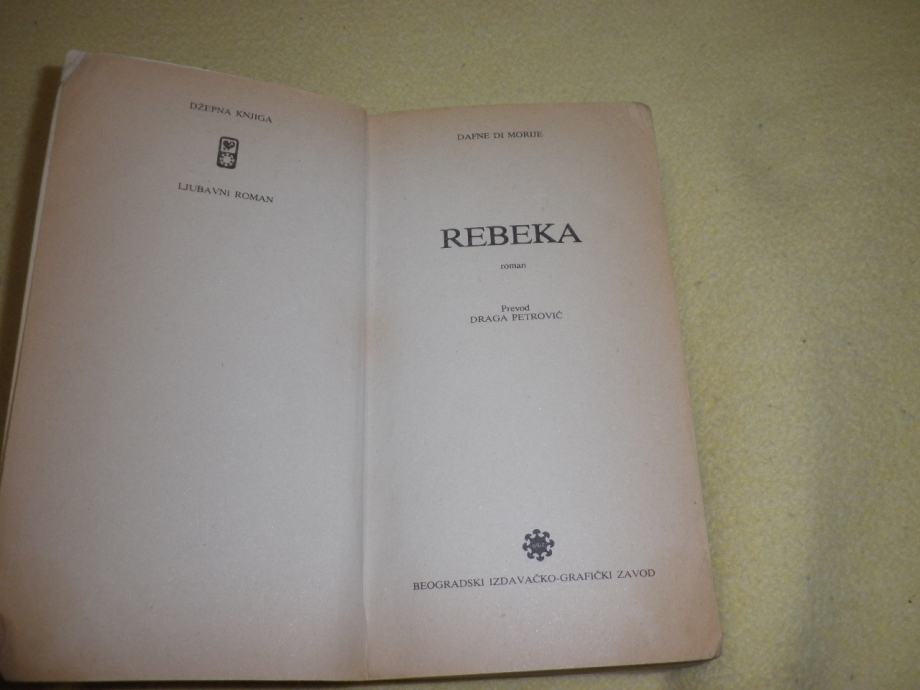 DŽEPNA KNJIGA
LJUBAVNI ROMAN
DAFNE DI MORIJE
REBEKA
roman
Prevod
DRAGA PETROVIĆ
BEOGRADSKI IZDAVAČKO-GRAFIČKI ZAVOD